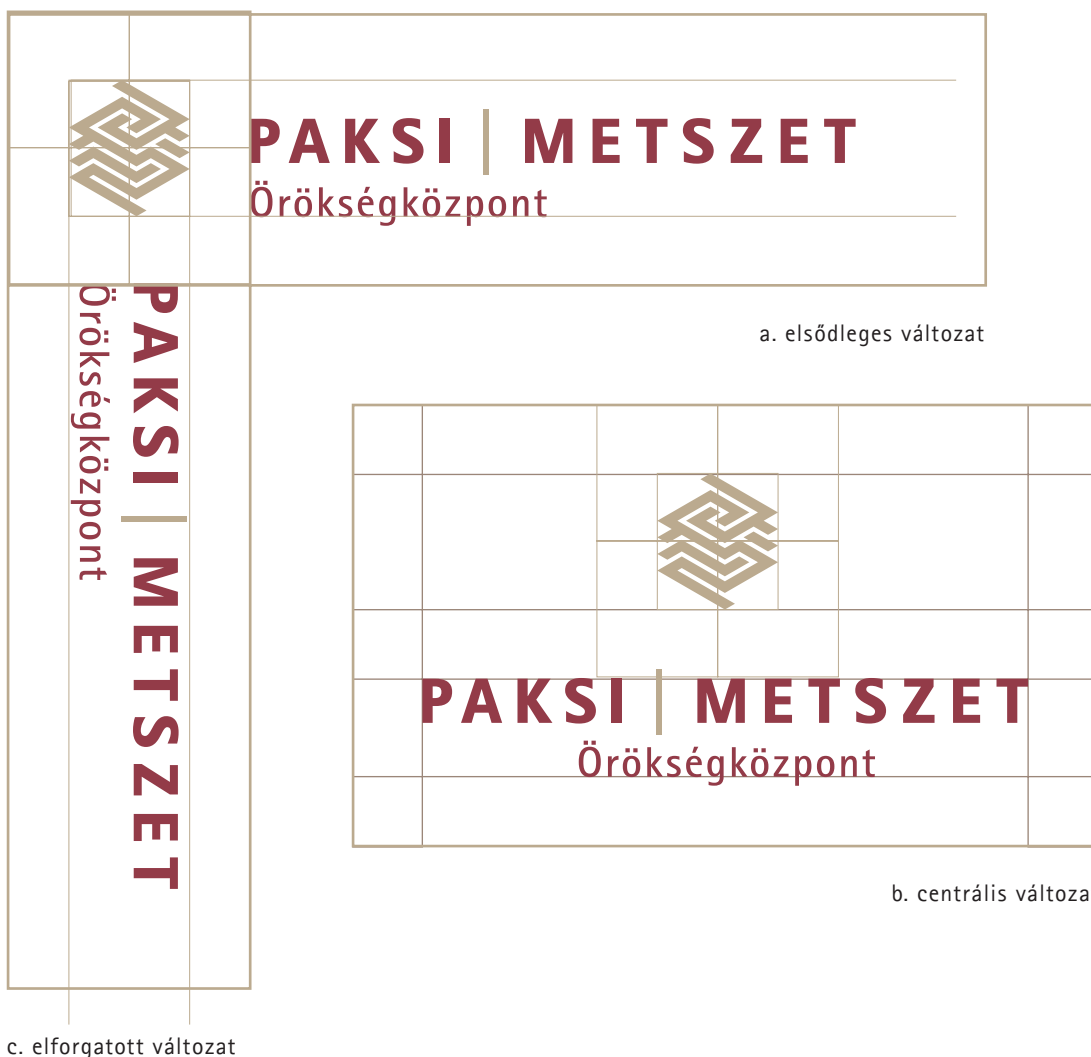 PAKSI | METSZET
Örökségközpont
a. elsődleges változat
PAKSI | METSZET
Örökségközpont
b. centrális változa
PAKSI | METSZET
Örökségközpont
c. elforgatott változat